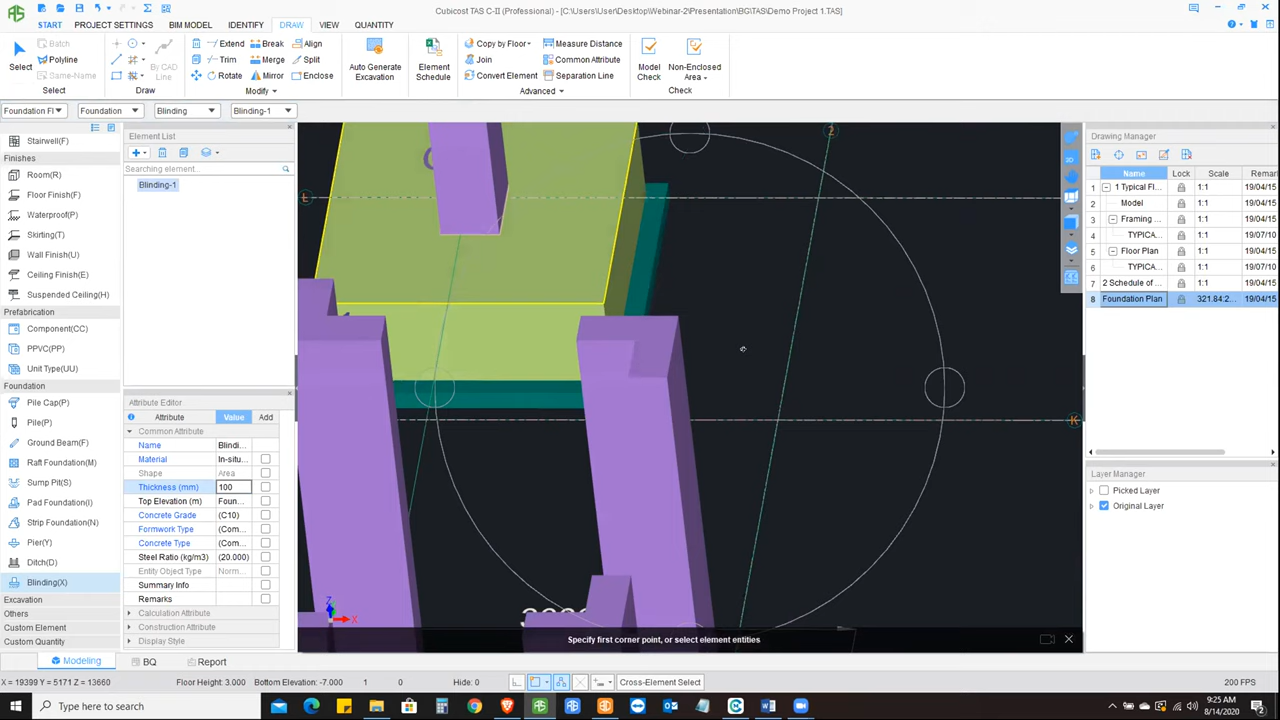 Cubicost TAS C-II (Professional) - [C:\Users\User\Desktop\Webinar-2\Presentation\BG\TAS\Demo Project 1.TAS]
START PROJECT SETTINGS BIM MODEL IDENTIFY DRAW VIEW QUANTITY
Select
Batch
Polyline
Same-Name
Select
By CAD Line
Draw
Extend Break Align
Trim Merge Split
Rotate Mirror Enclose
Modify
Auto Generate Excavation
Element Schedule
Copy by Floor Measure Distance
Join Common Attribute
Convert Element Separation Line
Advanced
Model Check
Non-Enclosed Area
Check
Foundation Fl Foundation Blinding Blinding-1
Stairwell(F)
Finishes
Room(R)
Floor Finish(F)
Waterproof(P)
Skirting(T)
Wall Finish(U)
Ceiling Finish(E)
Suspended Ceiling(H)
Prefabrication
Component(CC)
PPVC(PP)
Unit Type(UU)
Foundation
Pile Cap(P)
Pile(P)
Ground Beam(F)
Raft Foundation(M)
Sump Pit(S)
Pad Foundation(I)
Strip Foundation(N)
Pier(Y)
Ditch(D)
Blinding(X)
Excavation
Others
Custom Element
Custom Quantity
Element List
Searching element...
Blinding-1
Attribute Editor
Attribute Value Add
Common Attribute
Name Blindi...
Material In-situ...
Shape Area
Thickness (mm) 100
Top Elevation (m) Foun...
Concrete Grade (C10)
Formwork Type (Com...
Concrete Type (Com...
Steel Ratio (kg/m3) (20.000)
Entity Object Type Norm...
Summary Info
Remarks
Calculation Attribute
Construction Attribute
Display Style
2
L
K
Z
X
Specify first corner point, or select element entities
Drawing Manager
Name Lock Scale Remar
1 1 Typical Fl... 1:1 19/04/15
2 Model 1:1 19/04/15
3 Framing ... 1:1 19/04/15
4 TYPICA... 1:1 19/07/10
5 Floor Plan 1:1 19/04/15
6 TYPICA... 1:1 19/07/10
7 2 Schedule of ... 1:1 19/04/15
8 Foundation Plan 321.84:2... 19/04/15
Layer Manager
Picked Layer
Original Layer
Modeling BQ Report
X = 19399 Y = 5171 Z = 13660 Floor Height: 3.000 Bottom Elevation: -7.000 1 0 Hide: 0 Cross-Element Select 200 FPS
Type here to search
9:25 AM
8/14/2020
2